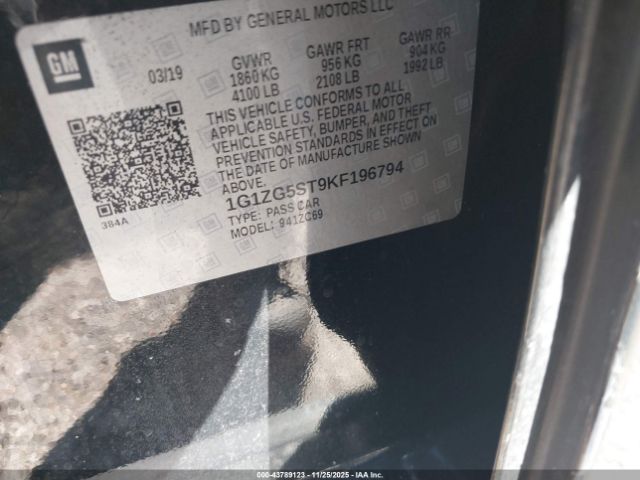 MFD BY GENERAL MOTORS LLC
GM
03/19
GVWR GAWR FRT GAWR RR
1860 KG 956 KG 904 KG
4100 LB 2108 LB 1992 LB
THIS VEHICLE CONFORMS TO ALL
APPLICABLE U.S. FEDERAL MOTOR
VEHICLE SAFETY, BUMPER, AND THEFT
PREVENTION STANDARDS IN EFFECT ON
THE DATE OF MANUFACTURE SHOWN
ABOVE.
1G1ZG5ST9KF196794
TYPE: PASS CAR
MODEL: 941ZC69
384A
000-43789123 - 11/25/2025 - IAA Inc.